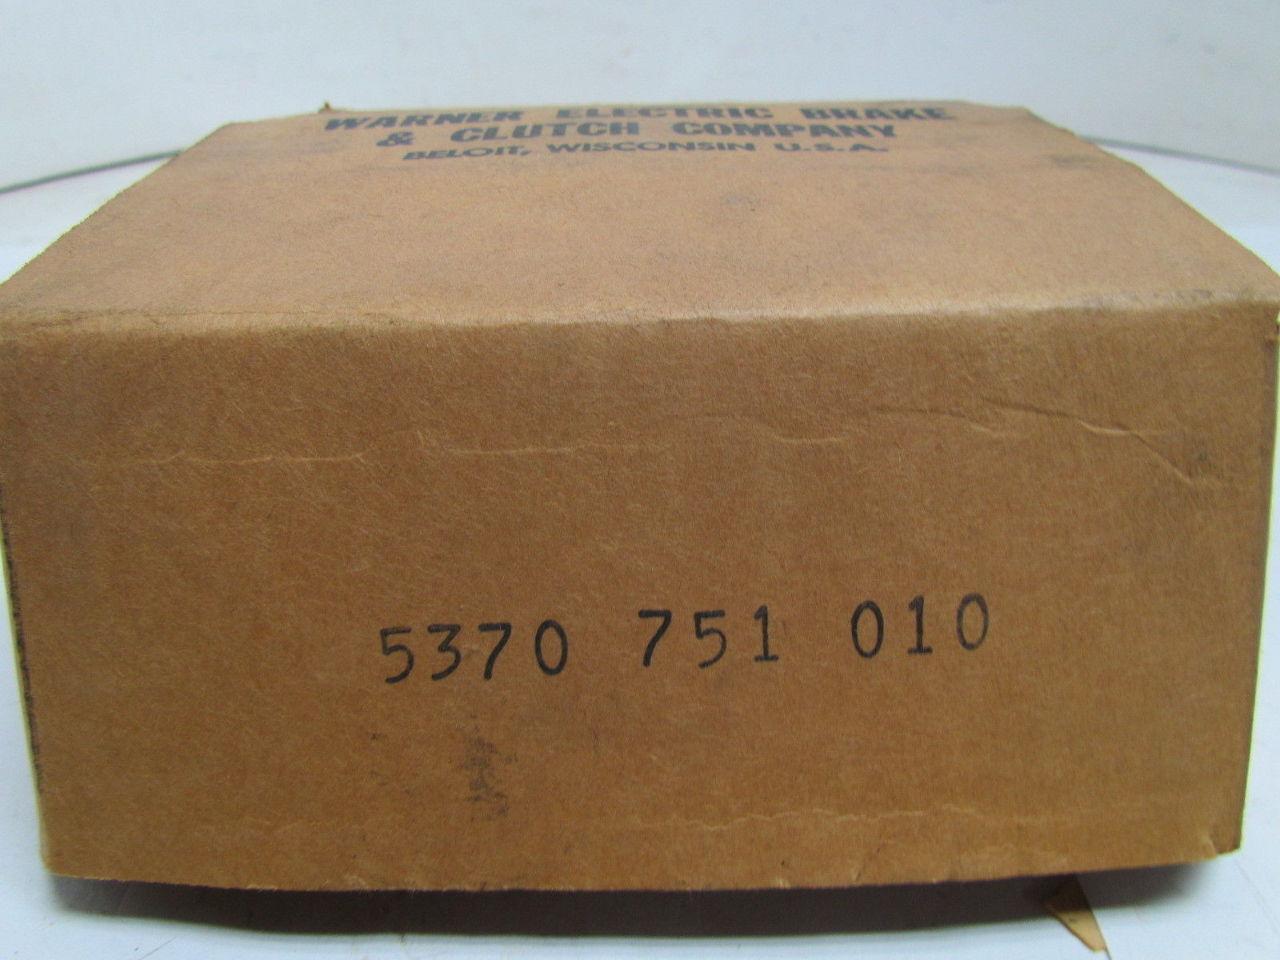 WARNER ELECTRIC BRAKE
& CLUTCH COMPANY
BELOIT, WISCONSIN U.S.A.
5370 751 010